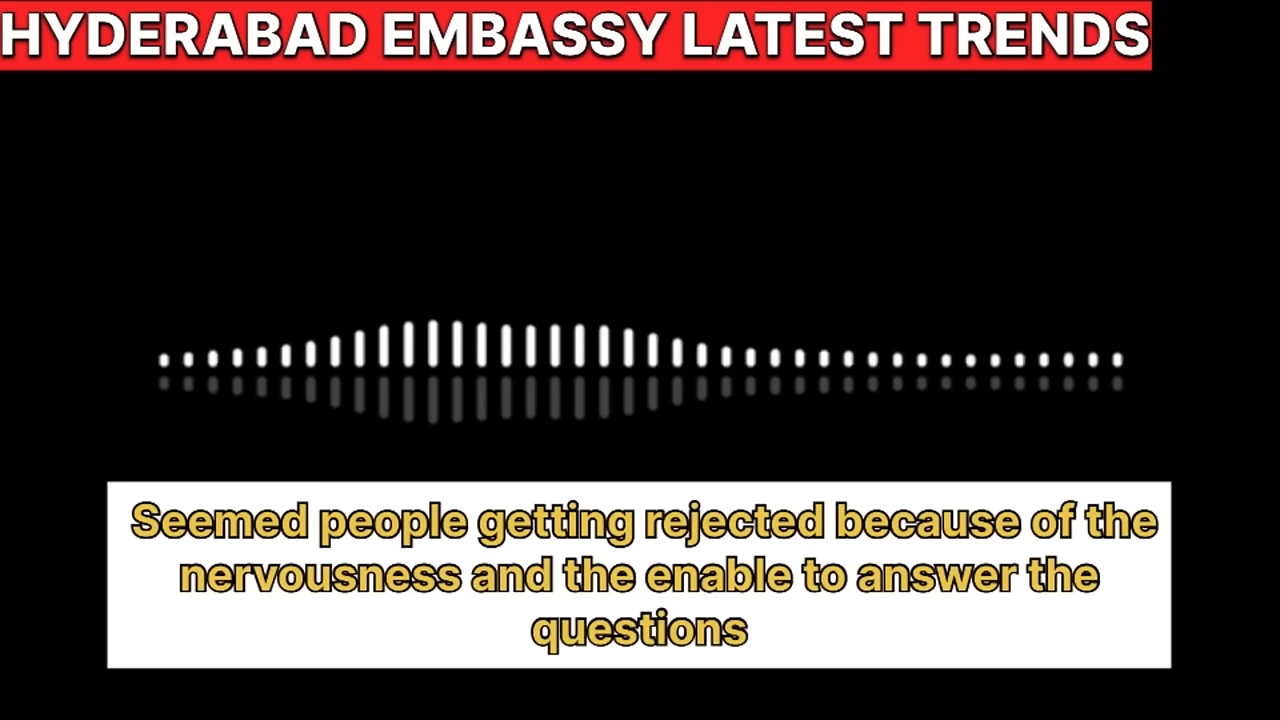 HYDERABAD EMBASSY LATEST TRENDS
Seemed people getting rejected because of the
nervousness and the enable to answer the
questions